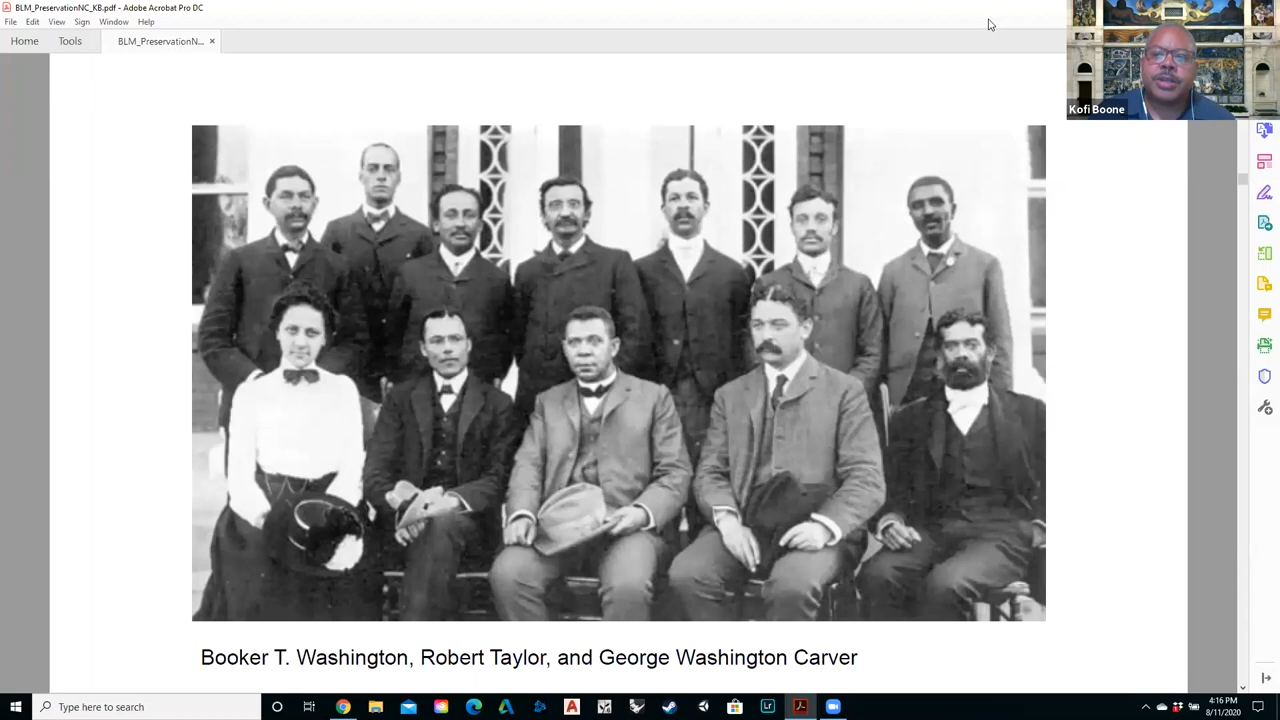 BLM_PreservationNC_KB.pdf - Adobe Acrobat Pro DC
File Edit View Sign Window Help
Home Tools BLM_PreservationN... ×
Kofi Boone
Booker T. Washington, Robert Taylor, and George Washington Carver
Type here to search
Lr
4:16 PM
8/11/2020